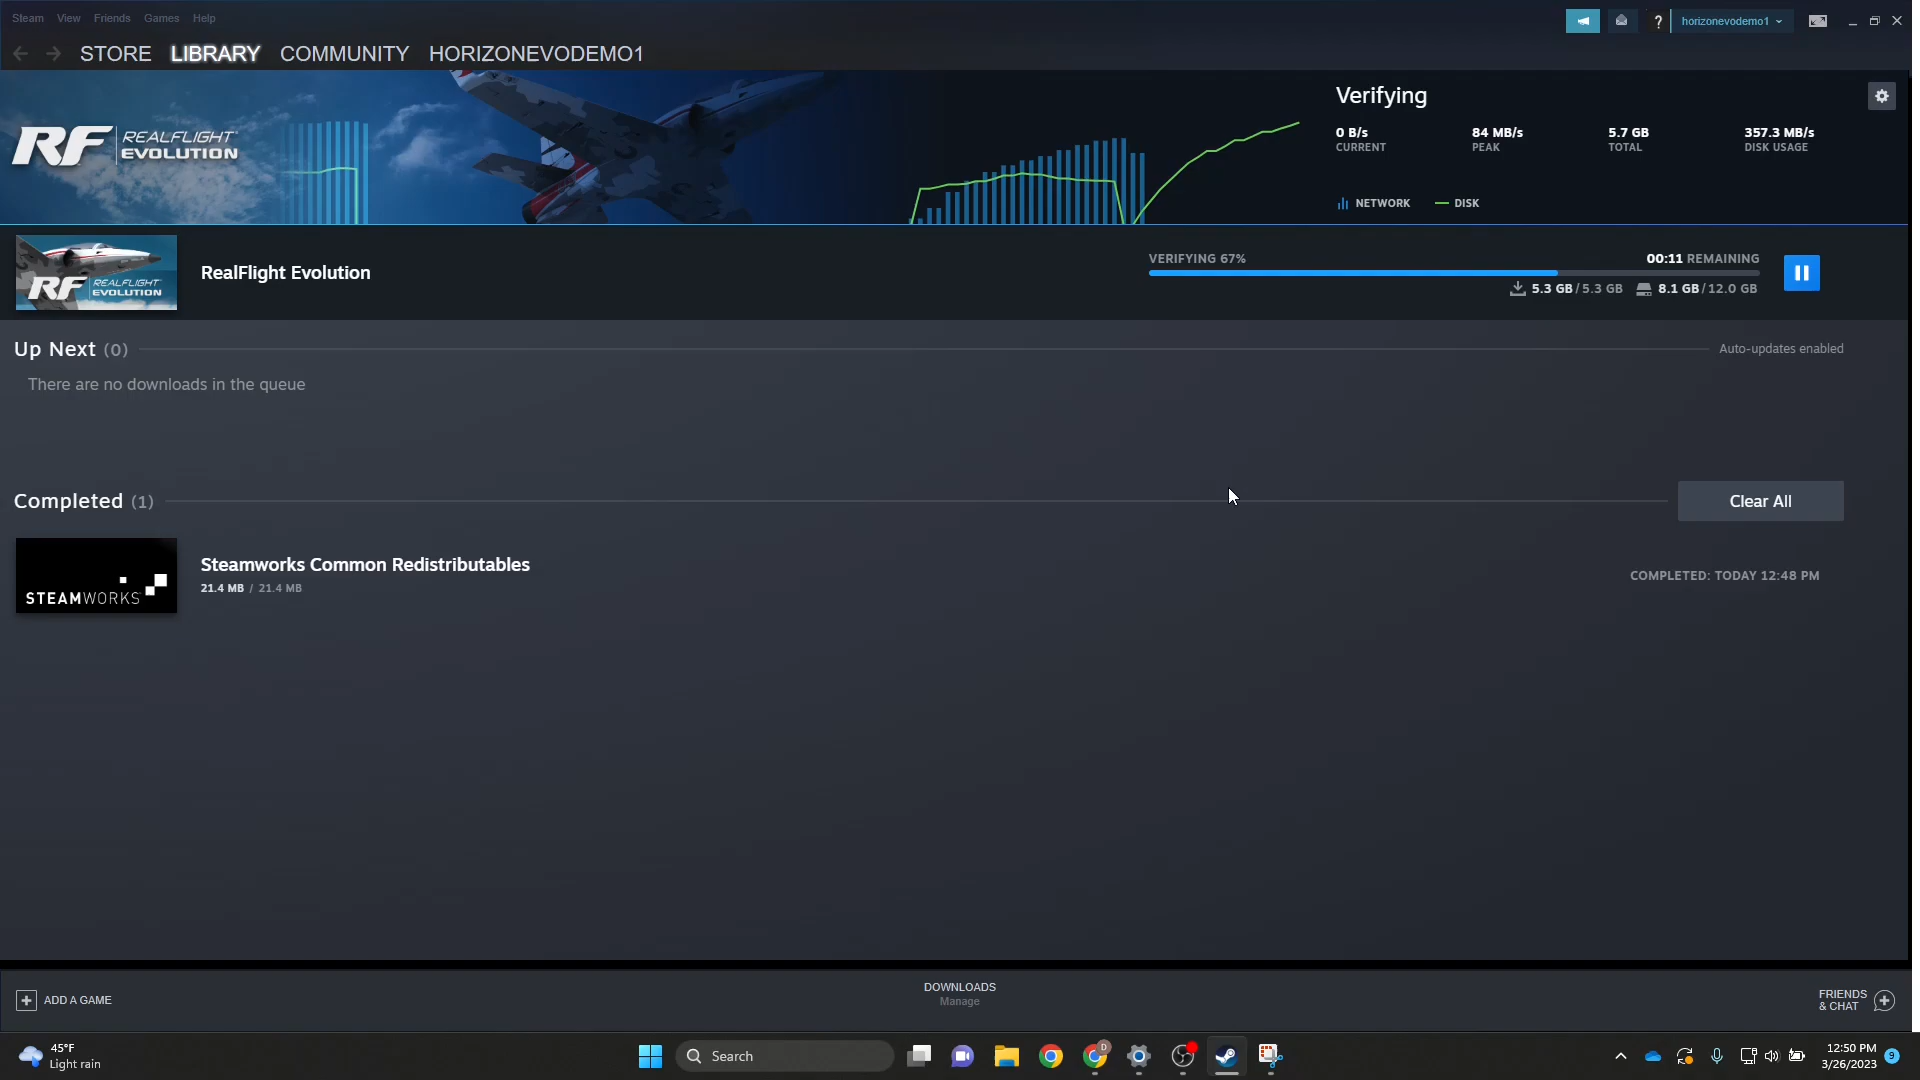 Steam View Friends Games Help
? horizonevodemo1
STORE LIBRARY COMMUNITY HORIZONEVODEMO1
RF REALFLIGHT EVOLUTION
Verifying
0 B/s 84 MB/s 5.7 GB 357.3 MB/s
CURRENT PEAK TOTAL DISK USAGE
NETWORK DISK
RF REALFLIGHT EVOLUTION
RealFlight Evolution
VERIFYING 67% 00:11 REMAINING
5.3 GB / 5.3 GB 8.1 GB / 12.0 GB
Up Next (0) Auto-updates enabled
There are no downloads in the queue
Completed (1) Clear All
STEAMWORKS
Steamworks Common Redistributables
21.4 MB / 21.4 MB
COMPLETED: TODAY 12:48 PM
ADD A GAME
DOWNLOADS
Manage
FRIENDS
& CHAT
45°F
Light rain
Search
D
12:50 PM
3/26/2023
9